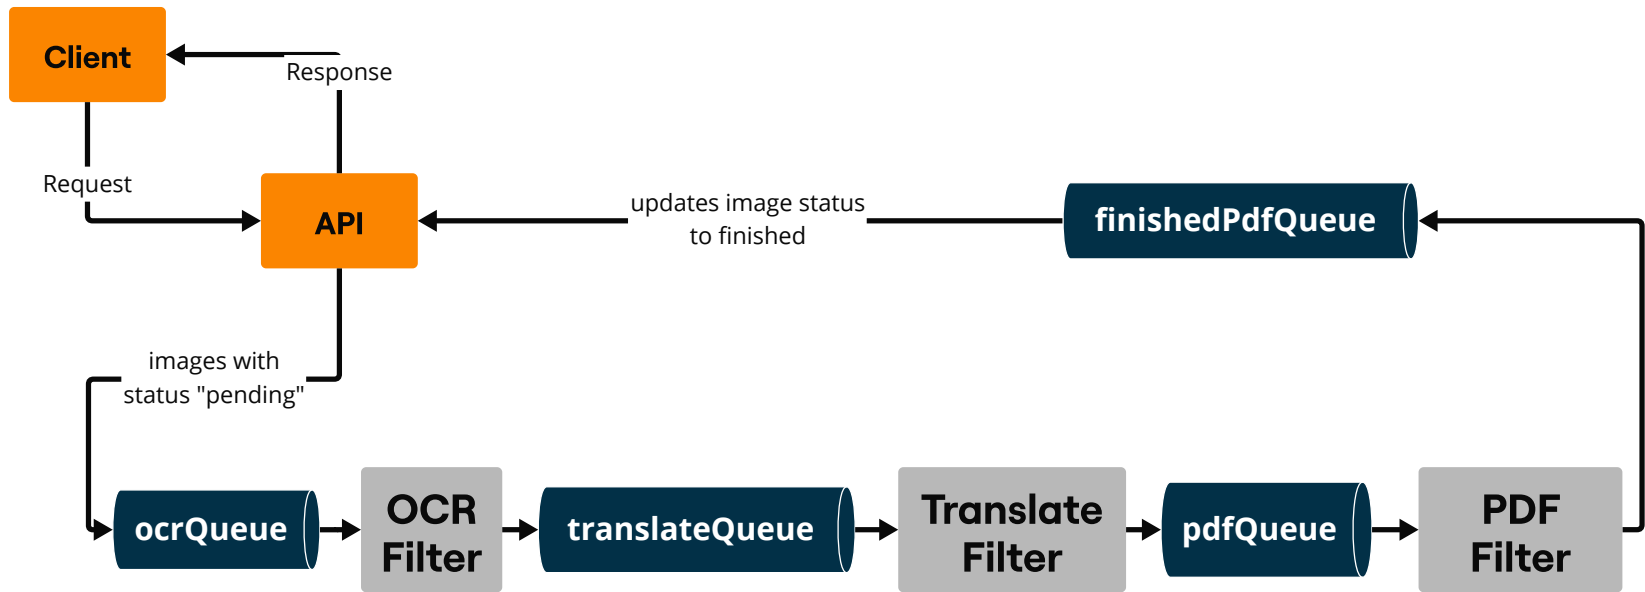 Client
Response
Request
API
updates image status
to finished
finishedPdfQueue
images with
status "pending"
ocrQueue
OCR
Filter
translateQueue
Translate
Filter
pdfQueue
PDF
Filter